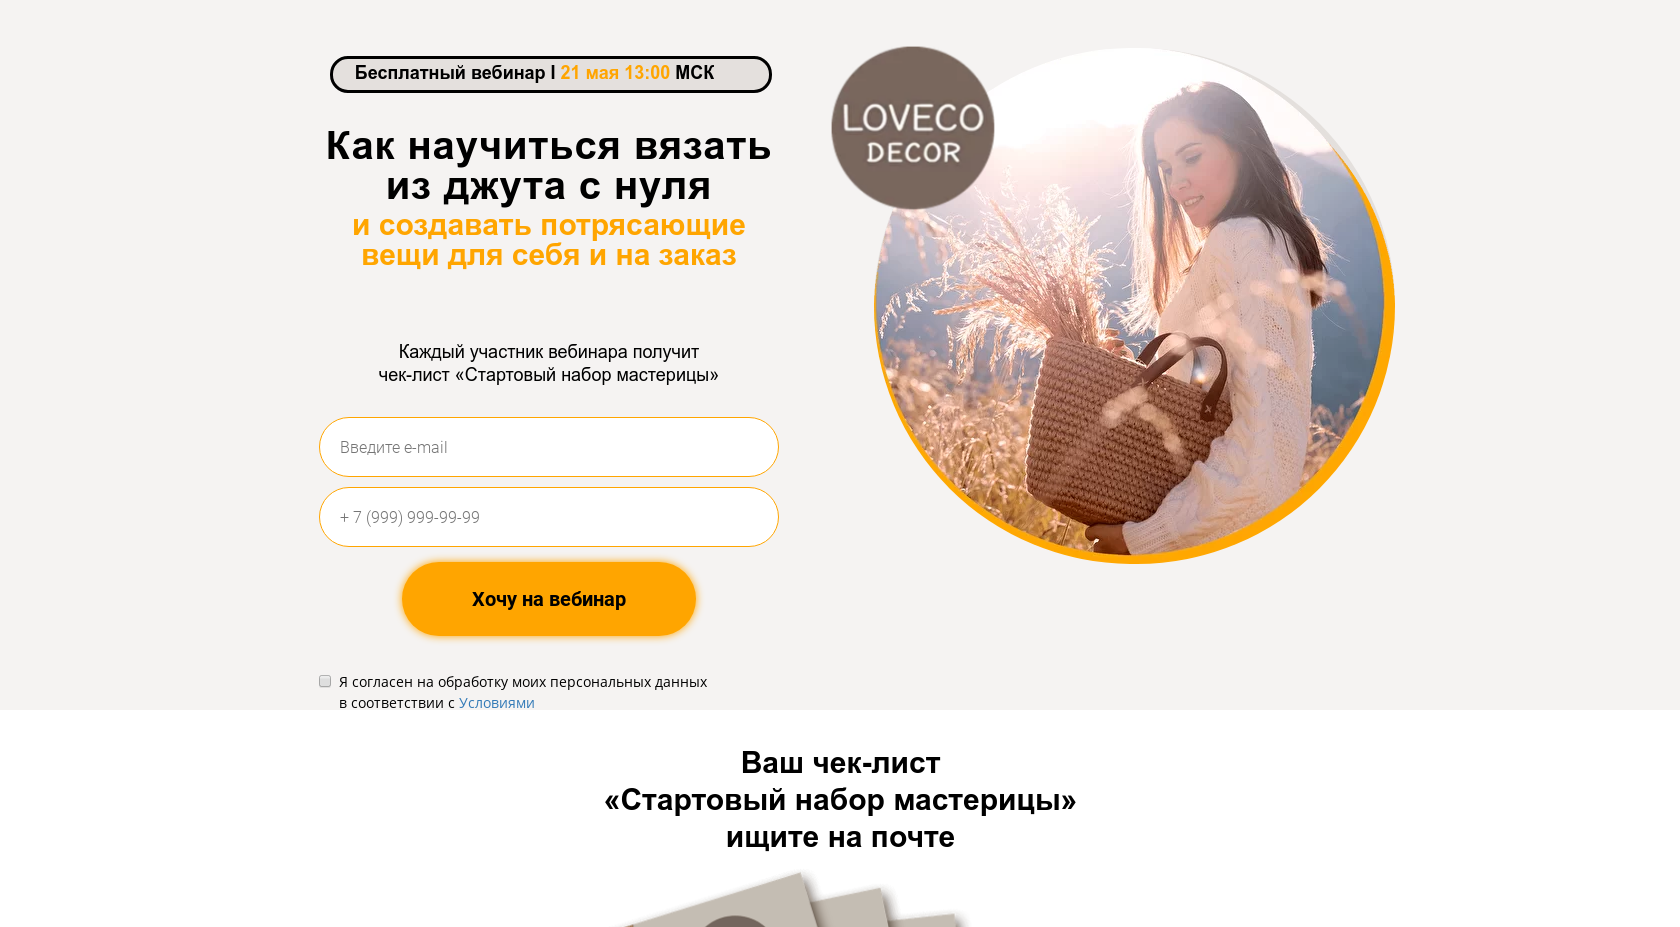 Бесплатный вебинар I 21 мая 13:00 МСК
LOVECO
DECOR
Как научиться вязать
из джута с нуля
и создавать потрясающие
вещи для себя и на заказ
Каждый участник вебинара получит
чек-лист «Стартовый набор мастерицы»
Введите e-mail
+ 7 (999) 999-99-99
Хочу на вебинар
Я согласен на обработку моих персональных данных
в соответствии с Условиями
Ваш чек-лист
«Стартовый набор мастерицы»
ищите на почте